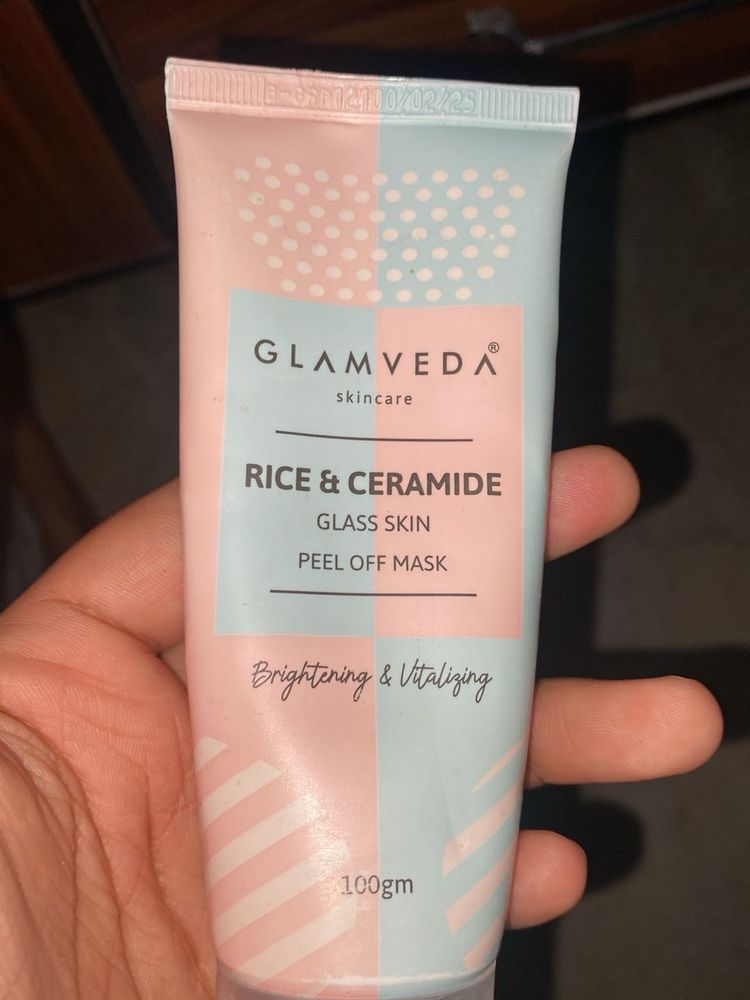 GLAMVEDA®
skincare
RICE & CERAMIDE
GLASS SKIN
PEEL OFF MASK
Brightening & Vitalizing
100gm